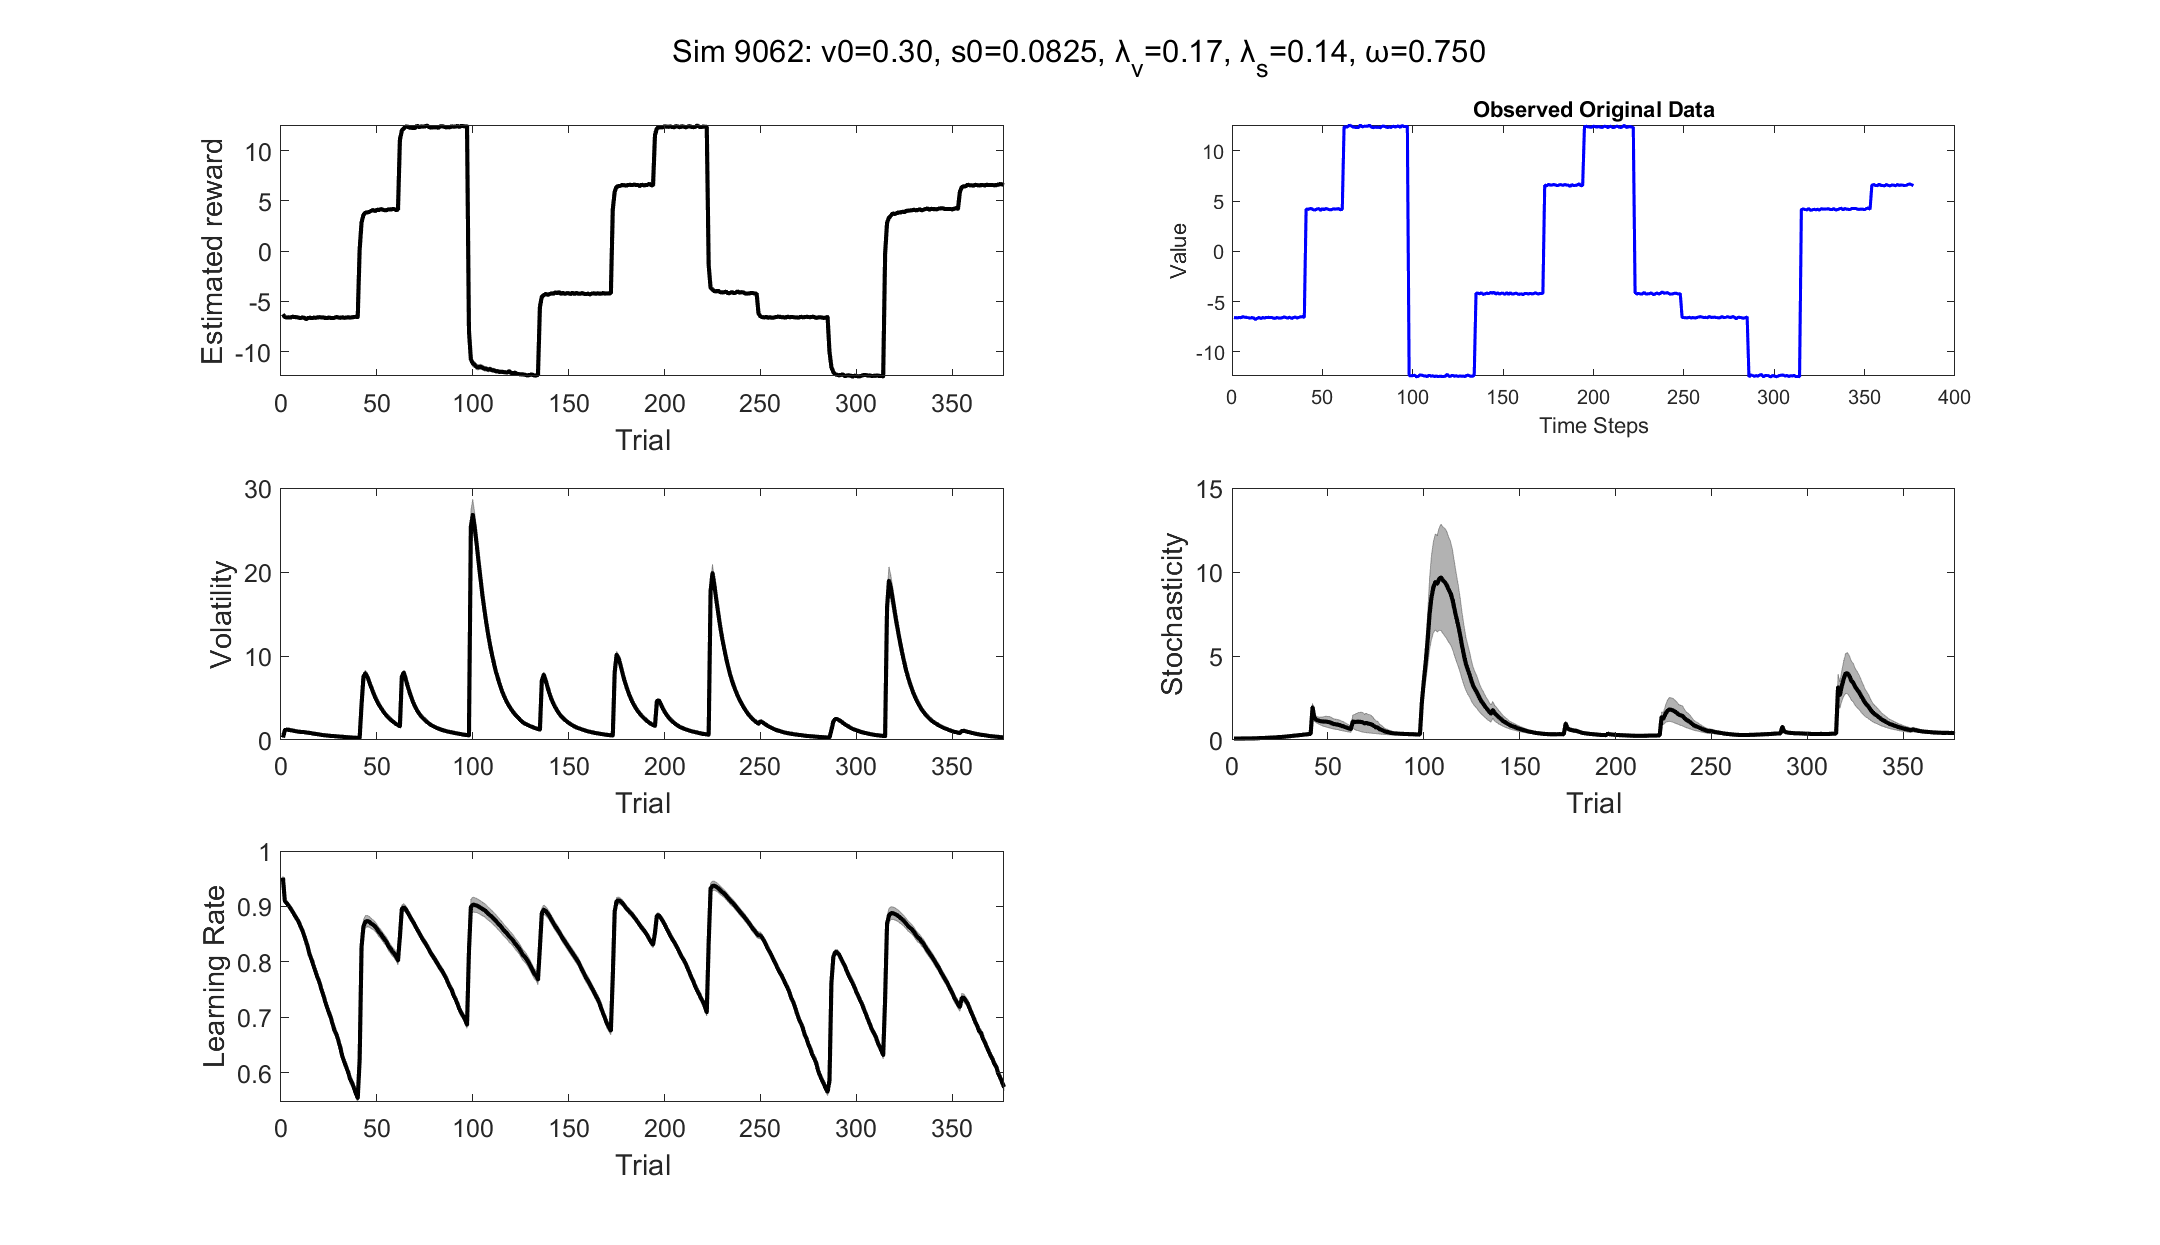 Sim 9062: v0=0.30, s0=0.0825, λ_v=0.17, λ_s=0.14, ω=0.750
Estimated reward
10
5
0
-5
-10
0 50 100 150 200 250 300 350
Trial
Observed Original Data
Value
10
5
0
-5
-10
0 50 100 150 200 250 300 350 400
Time Steps
Volatility
30
20
10
0
0 50 100 150 200 250 300 350
Trial
Stochasticity
15
10
5
0
0 50 100 150 200 250 300 350
Trial
Learning Rate
1
0.9
0.8
0.7
0.6
0 50 100 150 200 250 300 350
Trial